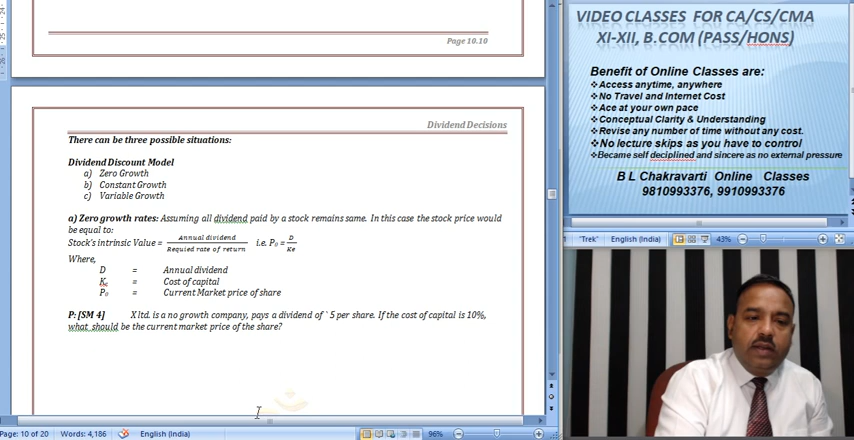 Page 10.10
Dividend Decisions
There can be three possible situations:
Dividend Discount Model
a) Zero Growth
b) Constant Growth
c) Variable Growth
a) Zero growth rates: Assuming all dividend paid by a stock remains same. In this case the stock price would
be equal to:
Stock's intrinsic Value = Annual dividend / Requied rate of return i.e. P₀ = D / Ke
Where,
D = Annual dividend
Kₑ = Cost of capital
P₀ = Current Market price of share
P: [SM 4] X ltd. is a no growth company, pays a dividend of ` 5 per share. If the cost of capital is 10%,
what should be the current market price of the share?
Page: 10 of 20 Words: 4,186 English (India) 96%
VIDEO CLASSES FOR CA/CS/CMA
XI-XII, B.COM (PASS/HONS)
Benefit of Online Classes are:
❖Access anytime, anywhere
❖No Travel and Internet Cost
❖Ace at your own pace
❖Conceptual Clarity & Understanding
❖Revise any number of time without any cost.
❖No lecture skips as you have to control
❖Became self deciplined and sincere as no external pressure
B L Chakravarti Online Classes
9810993376, 9910993376
"Trek" English (India) 43%